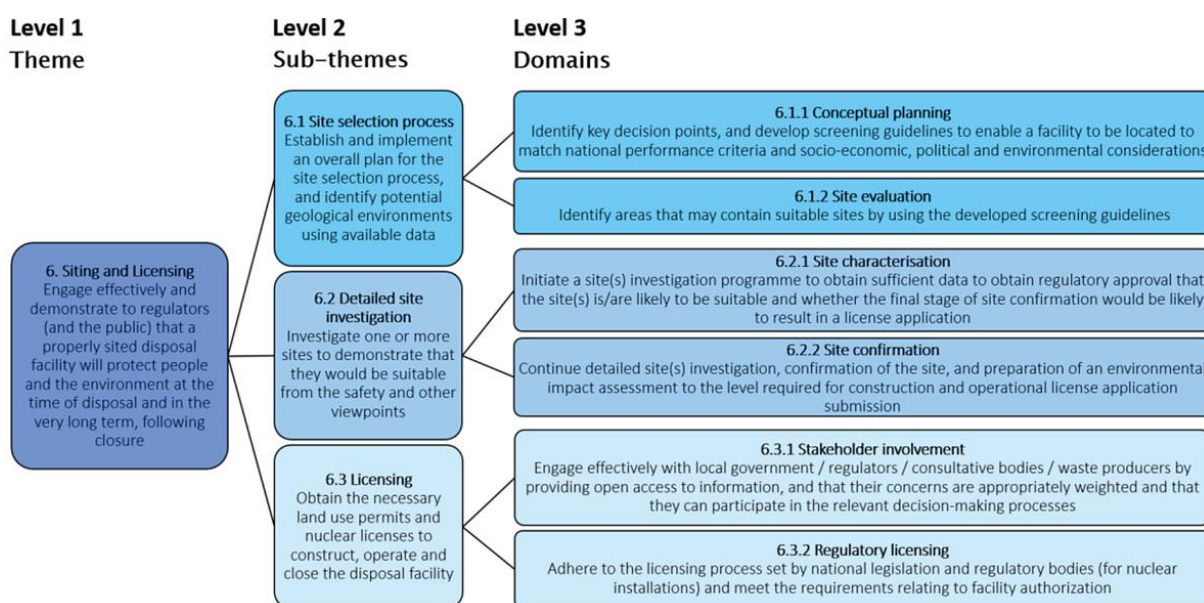 Level 1
Theme
Level 2
Sub-themes
Level 3
Domains
6. Siting and Licensing
Engage effectively and
demonstrate to regulators
(and the public) that a
properly sited disposal
facility will protect people
and the environment at the
time of disposal and in the
very long term, following
closure
6.1 Site selection process
Establish and implement
an overall plan for the
site selection process,
and identify potential
geological environments
using available data
6.2 Detailed site
investigation
Investigate one or more
sites to demonstrate that
they would be suitable
from the safety and other
viewpoints
6.3 Licensing
Obtain the necessary
land use permits and
nuclear licenses to
construct, operate and
close the disposal facility
6.1.1 Conceptual planning
Identify key decision points, and develop screening guidelines to enable a facility to be located to
match national performance criteria and socio-economic, political and environmental considerations
6.1.2 Site evaluation
Identify areas that may contain suitable sites by using the developed screening guidelines
6.2.1 Site characterisation
Initiate a site(s) investigation programme to obtain sufficient data to obtain regulatory approval that
the site(s) is/are likely to be suitable and whether the final stage of site confirmation would be likely
to result in a license application
6.2.2 Site confirmation
Continue detailed site(s) investigation, confirmation of the site, and preparation of an environmental
impact assessment to the level required for construction and operational license application
submission
6.3.1 Stakeholder involvement
Engage effectively with local government / regulators / consultative bodies / waste producers by
providing open access to information, and that their concerns are appropriately weighted and that
they can participate in the relevant decision-making processes
6.3.2 Regulatory licensing
Adhere to the licensing process set by national legislation and regulatory bodies (for nuclear
installations) and meet the requirements relating to facility authorization